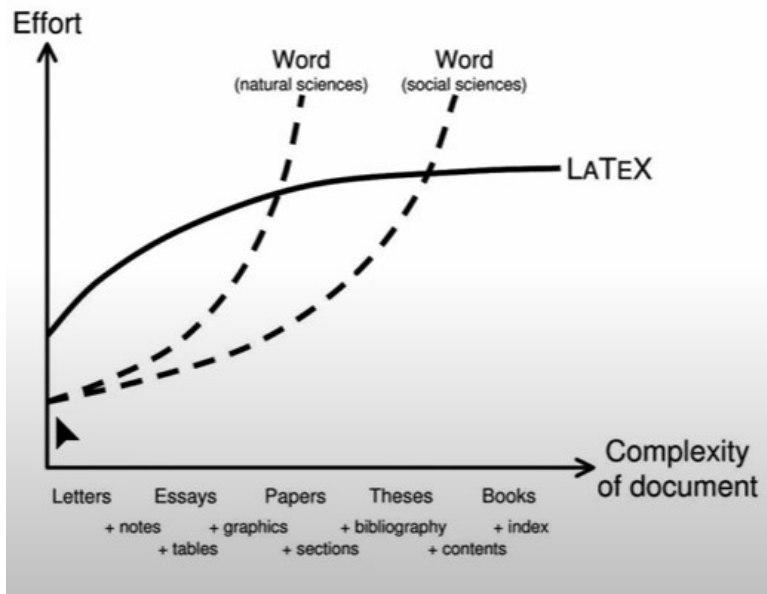 Effort
Word
(natural sciences)
Word
(social sciences)
LATEX
Complexity
of document
Letters Essays Papers Theses Books
+ notes + graphics + bibliography + index
+ tables + sections + contents